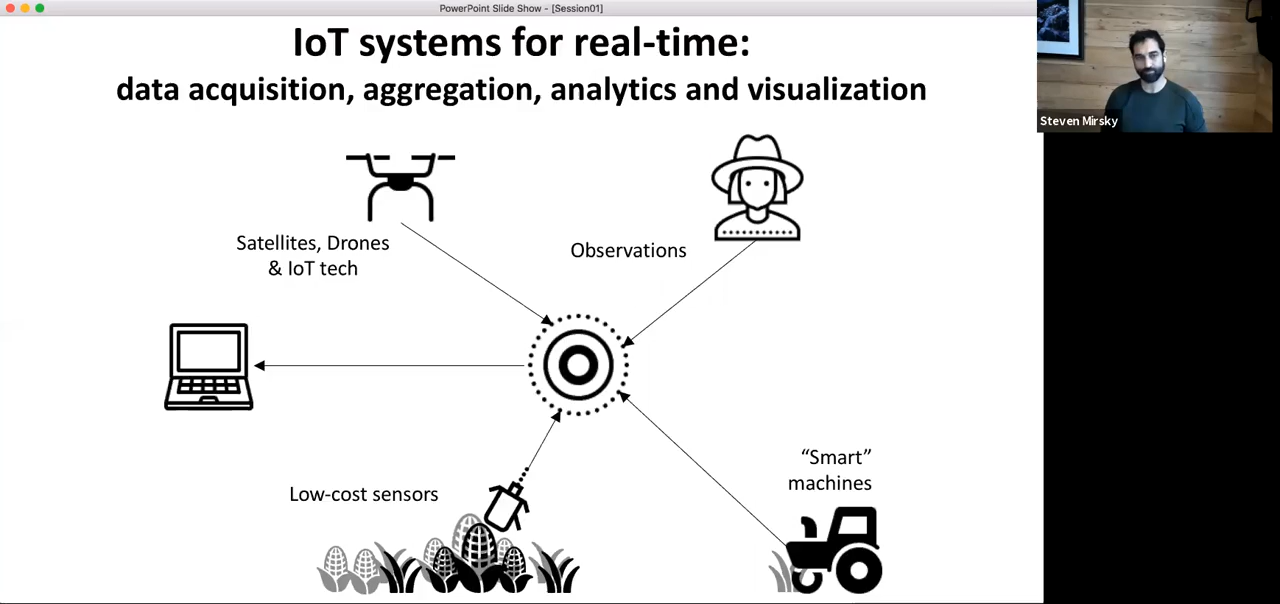 PowerPoint Slide Show - [Session01]
IoT systems for real-time:
data acquisition, aggregation, analytics and visualization
Steven Mirsky
Satellites, Drones
& IoT tech
Observations
“Smart”
machines
Low-cost sensors